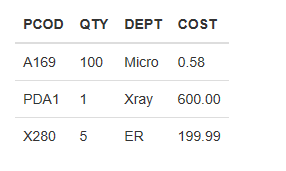 PCOD QTY DEPT COST
A169 100 Micro 0.58
PDA1 1 Xray 600.00
X280 5 ER 199.99